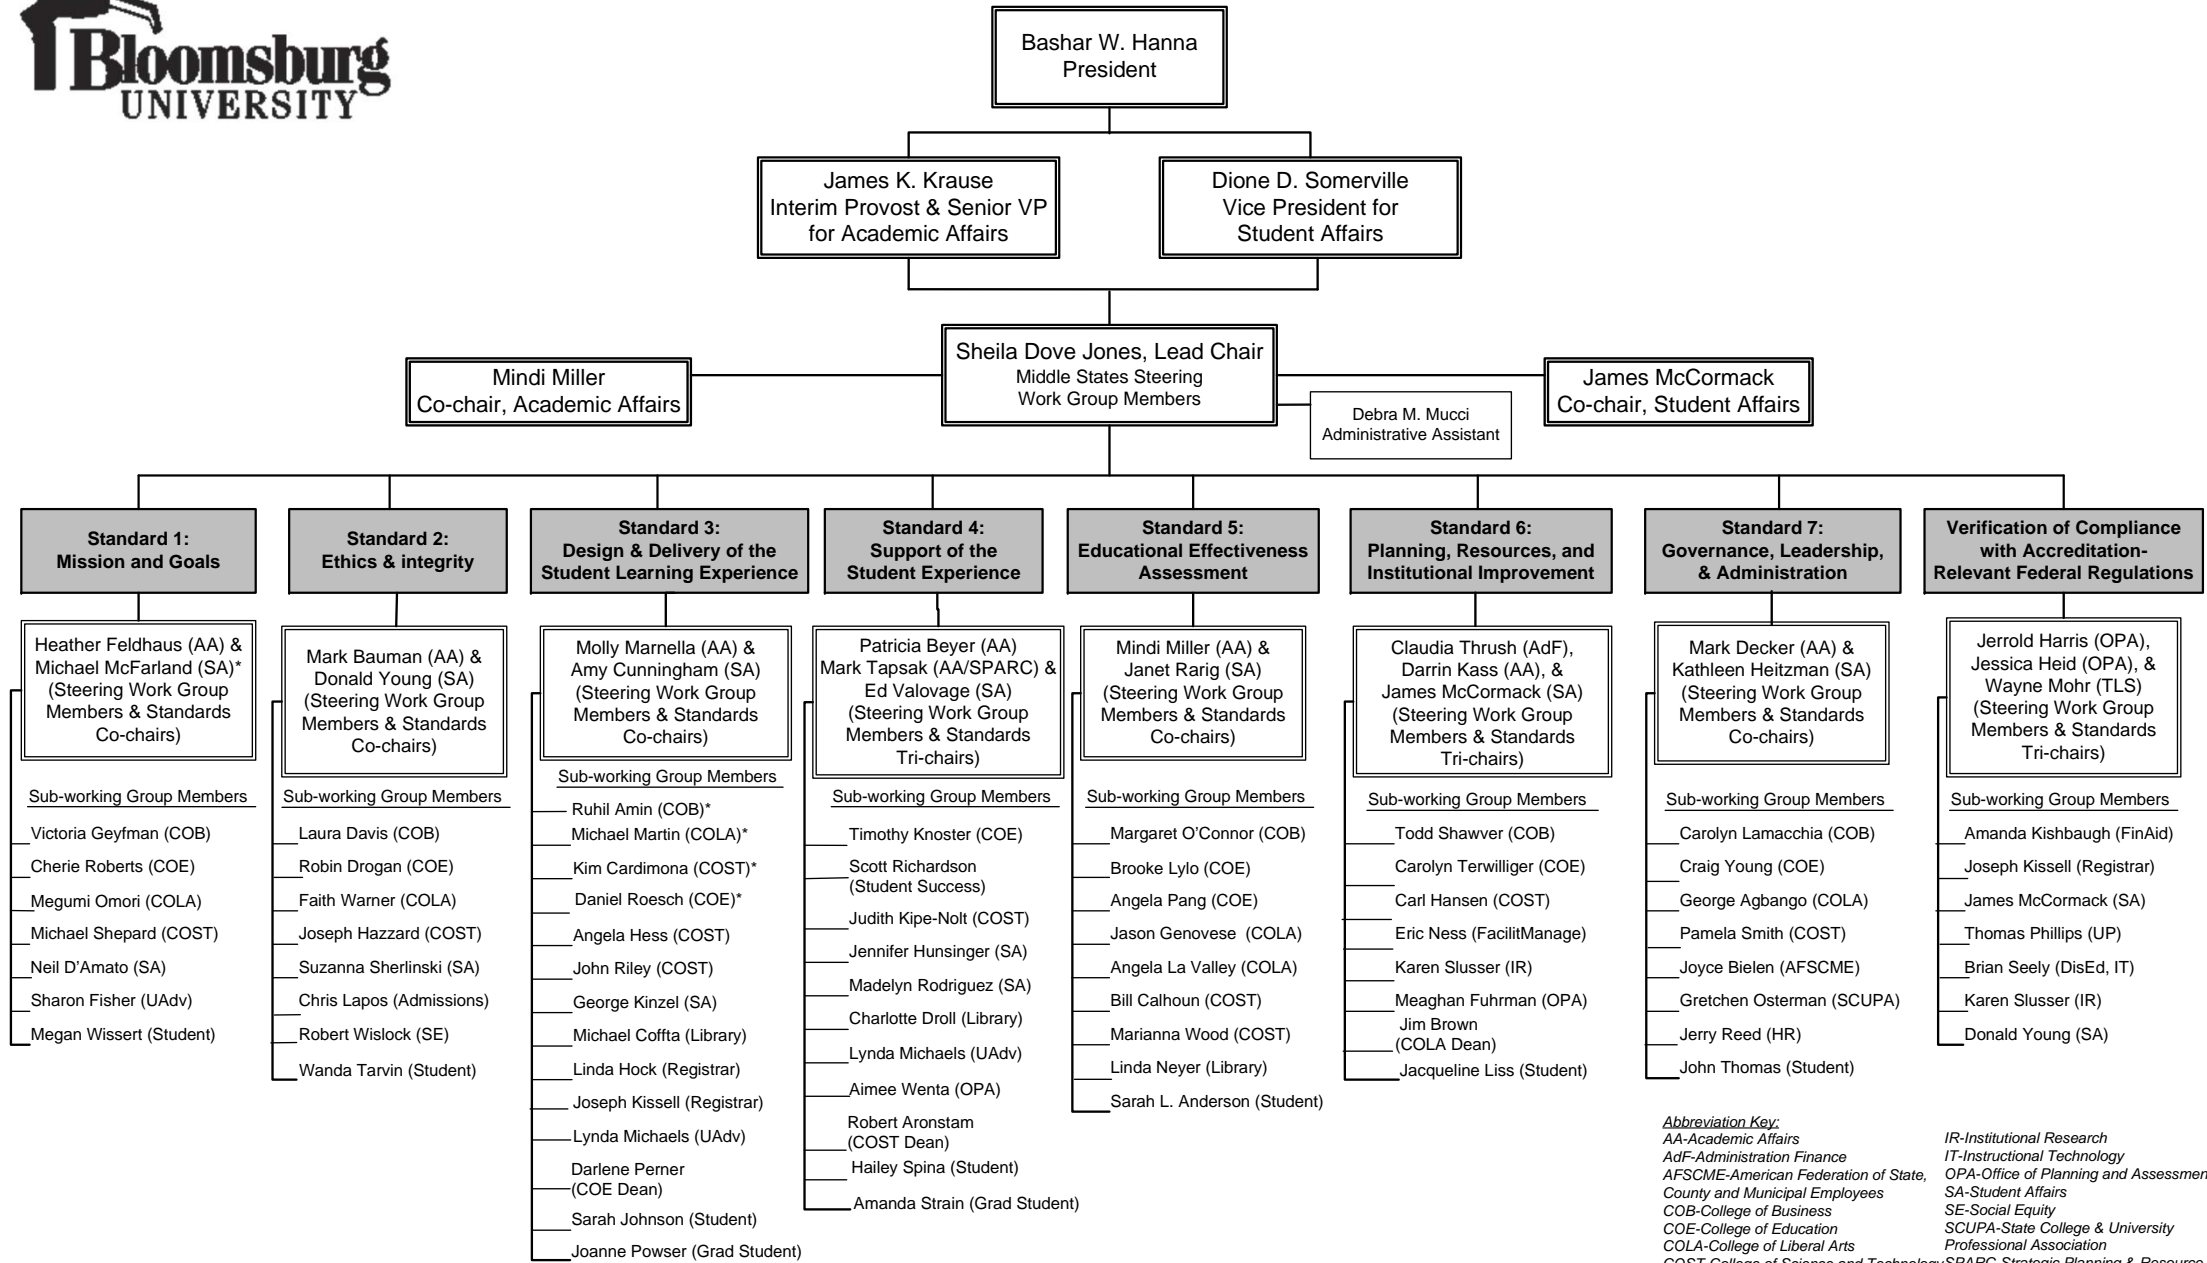 Bloomsburg
UNIVERSITY
Bashar W. Hanna
President
James K. Krause
Interim Provost & Senior VP
for Academic Affairs
Dione D. Somerville
Vice President for
Student Affairs
Sheila Dove Jones, Lead Chair
Middle States Steering
Work Group Members
Mindi Miller
Co-chair, Academic Affairs
James McCormack
Co-chair, Student Affairs
Debra M. Mucci
Administrative Assistant
Standard 1:
Mission and Goals
Heather Feldhaus (AA) &
Michael McFarland (SA)*
(Steering Work Group
Members & Standards
Co-chairs)
Sub-working Group Members
Victoria Geyfman (COB)
Cherie Roberts (COE)
Megumi Omori (COLA)
Michael Shepard (COST)
Neil D'Amato (SA)
Sharon Fisher (UAdv)
Megan Wissert (Student)
Standard 2:
Ethics & integrity
Mark Bauman (AA) &
Donald Young (SA)
(Steering Work Group
Members & Standards
Co-chairs)
Sub-working Group Members
Laura Davis (COB)
Robin Drogan (COE)
Faith Warner (COLA)
Joseph Hazzard (COST)
Suzanna Sherlinski (SA)
Chris Lapos (Admissions)
Robert Wislock (SE)
Wanda Tarvin (Student)
Standard 3:
Design & Delivery of the
Student Learning Experience
Molly Marnella (AA) &
Amy Cunningham (SA)
(Steering Work Group
Members & Standards
Co-chairs)
Sub-working Group Members
Ruhil Amin (COB)*
Michael Martin (COLA)*
Kim Cardimona (COST)*
Daniel Roesch (COE)*
Angela Hess (COST)
John Riley (COST)
George Kinzel (SA)
Michael Coffta (Library)
Linda Hock (Registrar)
Joseph Kissell (Registrar)
Lynda Michaels (UAdv)
Darlene Perner
(COE Dean)
Sarah Johnson (Student)
Joanne Powser (Grad Student)
Standard 4:
Support of the
Student Experience
Patricia Beyer (AA)
Mark Tapsak (AA/SPARC) &
Ed Valovage (SA)
(Steering Work Group
Members & Standards
Tri-chairs)
Sub-working Group Members
Timothy Knoster (COE)
Scott Richardson
(Student Success)
Judith Kipe-Nolt (COST)
Jennifer Hunsinger (SA)
Madelyn Rodriguez (SA)
Charlotte Droll (Library)
Lynda Michaels (UAdv)
Aimee Wenta (OPA)
Robert Aronstam
(COST Dean)
Hailey Spina (Student)
Amanda Strain (Grad Student)
Standard 5:
Educational Effectiveness
Assessment
Mindi Miller (AA) &
Janet Rarig (SA)
(Steering Work Group
Members & Standards
Co-chairs)
Sub-working Group Members
Margaret O'Connor (COB)
Brooke Lylo (COE)
Angela Pang (COE)
Jason Genovese (COLA)
Angela La Valley (COLA)
Bill Calhoun (COST)
Marianna Wood (COST)
Linda Neyer (Library)
Sarah L. Anderson (Student)
Standard 6:
Planning, Resources, and
Institutional Improvement
Claudia Thrush (AdF),
Darrin Kass (AA), &
James McCormack (SA)
(Steering Work Group
Members & Standards
Tri-chairs)
Sub-working Group Members
Todd Shawver (COB)
Carolyn Terwilliger (COE)
Carl Hansen (COST)
Eric Ness (FacilitManage)
Karen Slusser (IR)
Meaghan Fuhrman (OPA)
Jim Brown
(COLA Dean)
Jacqueline Liss (Student)
Standard 7:
Governance, Leadership,
& Administration
Mark Decker (AA) &
Kathleen Heitzman (SA)
(Steering Work Group
Members & Standards
Co-chairs)
Sub-working Group Members
Carolyn Lamacchia (COB)
Craig Young (COE)
George Agbango (COLA)
Pamela Smith (COST)
Joyce Bielen (AFSCME)
Gretchen Osterman (SCUPA)
Jerry Reed (HR)
John Thomas (Student)
Verification of Compliance
with Accreditation-
Relevant Federal Regulations
Jerrold Harris (OPA),
Jessica Heid (OPA), &
Wayne Mohr (TLS)
(Steering Work Group
Members & Standards
Tri-chairs)
Sub-working Group Members
Amanda Kishbaugh (FinAid)
Joseph Kissell (Registrar)
James McCormack (SA)
Thomas Phillips (UP)
Brian Seely (DisEd, IT)
Karen Slusser (IR)
Donald Young (SA)
Abbreviation Key:
AA-Academic Affairs
AdF-Administration Finance
AFSCME-American Federation of State,
County and Municipal Employees
COB-College of Business
COE-College of Education
COLA-College of Liberal Arts
COST-College of Science and Technology
IR-Institutional Research
IT-Instructional Technology
OPA-Office of Planning and Assessmen
SA-Student Affairs
SE-Social Equity
SCUPA-State College & University
Professional Association
SPARC-Strategic Planning & Resource